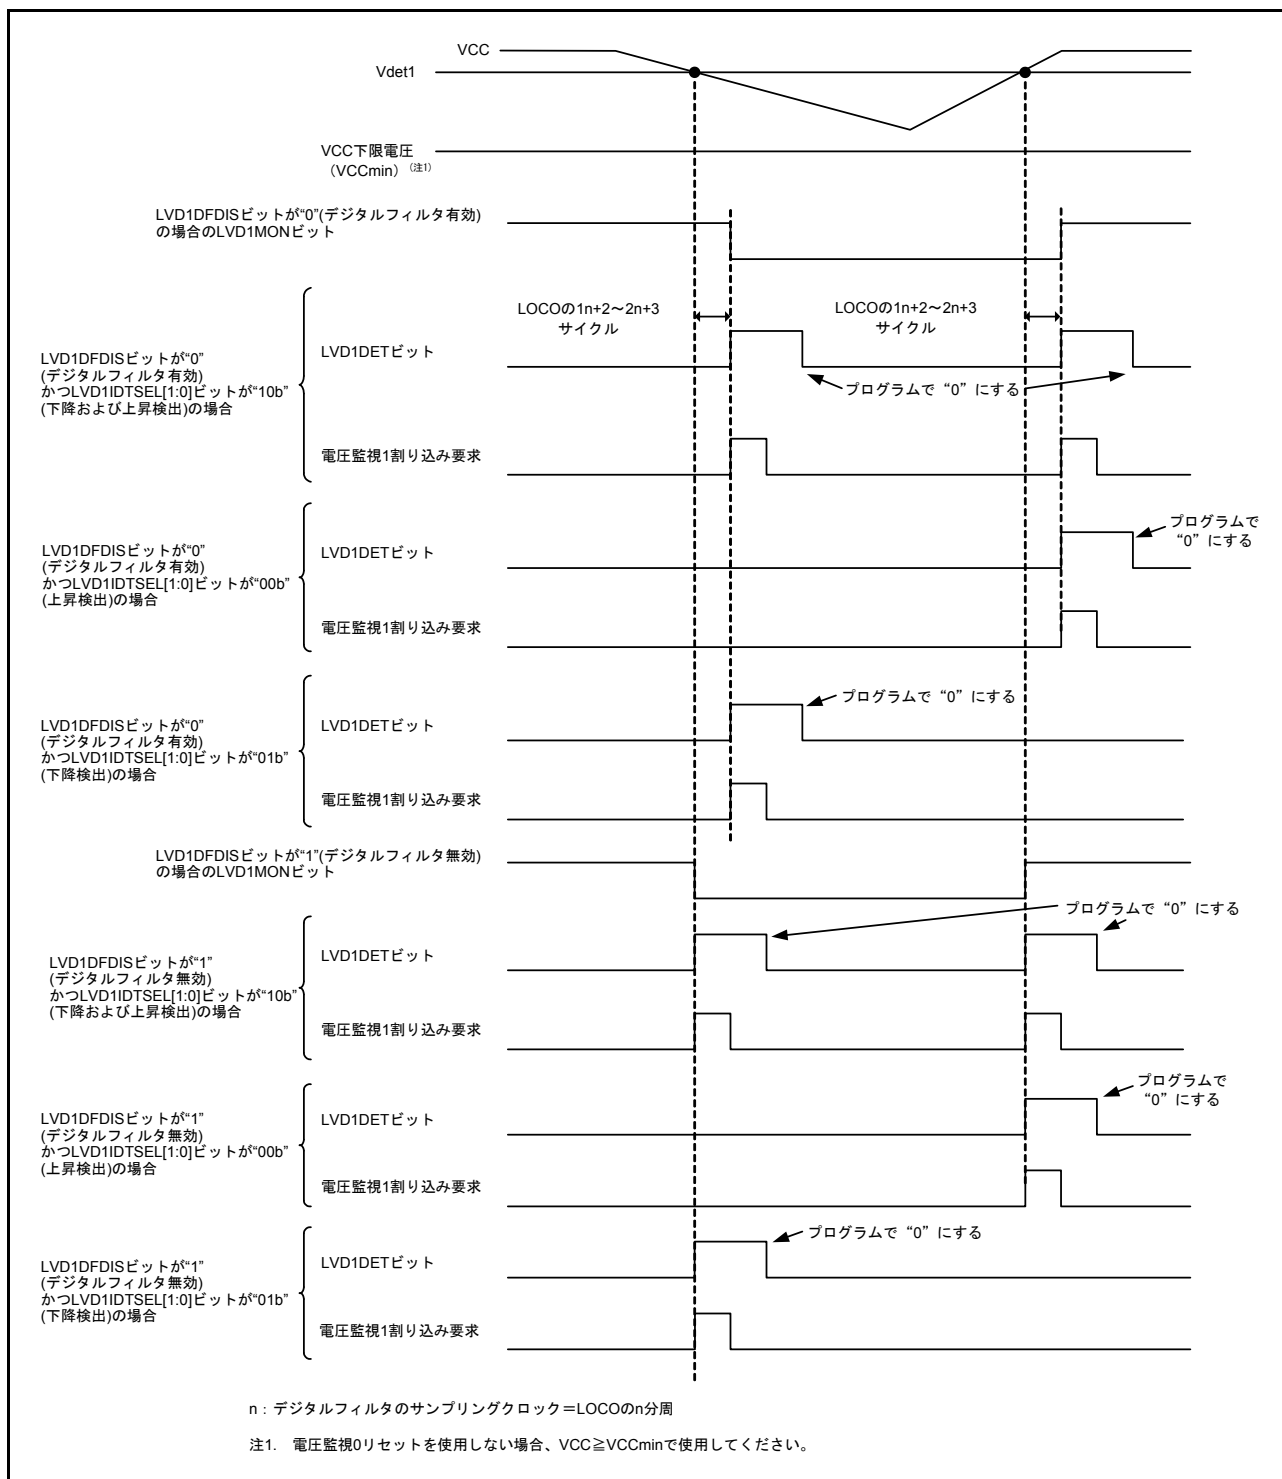 VCC
Vdet1
VCC下限電圧
（VCCmin）(注1)
LVD1DFDISビットが“0”(デジタルフィルタ有効)
の場合のLVD1MONビット
LOCOの1n+2～2n+3
サイクル
LOCOの1n+2～2n+3
サイクル
LVD1DFDISビットが“0”
(デジタルフィルタ有効)
かつLVD1IDTSEL[1:0]ビットが“10b”
(下降および上昇検出)の場合
LVD1DETビット
プログラムで“0”にする
電圧監視1割り込み要求
LVD1DFDISビットが“0”
(デジタルフィルタ有効)
かつLVD1IDTSEL[1:0]ビットが“00b”
(上昇検出)の場合
LVD1DETビット
プログラムで
“0”にする
電圧監視1割り込み要求
LVD1DFDISビットが“0”
(デジタルフィルタ有効)
かつLVD1IDTSEL[1:0]ビットが“01b”
(下降検出)の場合
LVD1DETビット
プログラムで“0”にする
電圧監視1割り込み要求
LVD1DFDISビットが“1”(デジタルフィルタ無効)
の場合のLVD1MONビット
LVD1DFDISビットが“1”
(デジタルフィルタ無効)
かつLVD1IDTSEL[1:0]ビットが“10b”
(下降および上昇検出)の場合
プログラムで“0”にする
LVD1DETビット
電圧監視1割り込み要求
LVD1DFDISビットが“1”
(デジタルフィルタ無効)
かつLVD1IDTSEL[1:0]ビットが“00b”
(上昇検出)の場合
LVD1DETビット
プログラムで
“0”にする
電圧監視1割り込み要求
LVD1DFDISビットが“1”
(デジタルフィルタ無効)
かつLVD1IDTSEL[1:0]ビットが“01b”
(下降検出)の場合
LVD1DETビット
プログラムで“0”にする
電圧監視1割り込み要求
n：デジタルフィルタのサンプリングクロック＝LOCOのn分周
注1. 電圧監視0リセットを使用しない場合、VCC≧VCCminで使用してください。